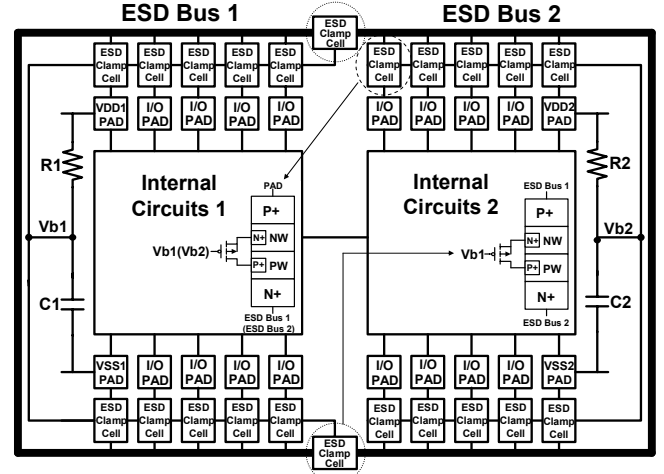 ESD Bus 1
ESD Bus 2
ESD
Clamp
Cell
ESD
Clamp
Cell
ESD
Clamp
Cell
ESD
Clamp
Cell
ESD
Clamp
Cell
ESD
Clamp
Cell
ESD
Clamp
Cell
ESD
Clamp
Cell
ESD
Clamp
Cell
ESD
Clamp
Cell
ESD
Clamp
Cell
VDD1
PAD
I/O
PAD
I/O
PAD
I/O
PAD
I/O
PAD
I/O
PAD
I/O
PAD
I/O
PAD
I/O
PAD
VDD2
PAD
R1
Vb1
C1
Internal
Circuits 1
PAD
P+
N+ NW
P+ PW
N+
Vb1(Vb2)
ESD Bus 1
(ESD Bus 2)
Internal
Circuits 2
ESD Bus 1
P+
N+ NW
P+ PW
N+
Vb1
ESD Bus 2
R2
Vb2
C2
VSS1
PAD
I/O
PAD
I/O
PAD
I/O
PAD
I/O
PAD
I/O
PAD
I/O
PAD
I/O
PAD
I/O
PAD
VSS2
PAD
ESD
Clamp
Cell
ESD
Clamp
Cell
ESD
Clamp
Cell
ESD
Clamp
Cell
ESD
Clamp
Cell
ESD
Clamp
Cell
ESD
Clamp
Cell
ESD
Clamp
Cell
ESD
Clamp
Cell
ESD
Clamp
Cell
ESD
Clamp
Cell